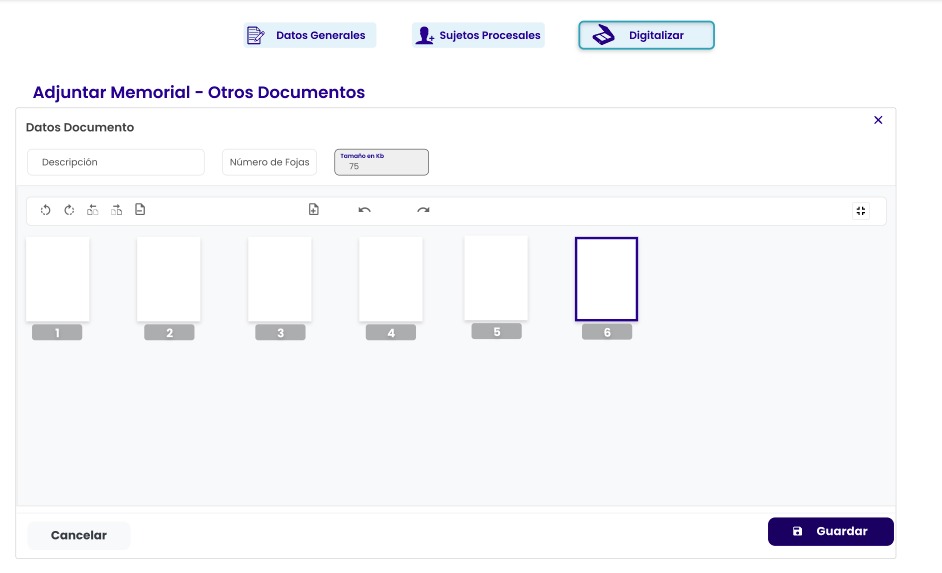 Datos Generales
Sujetos Procesales
Digitalizar
Adjuntar Memorial - Otros Documentos
Datos Documento
Descripción
Número de Fojas
Tamaño en Kb
75
1
2
3
4
5
6
Cancelar
Guardar